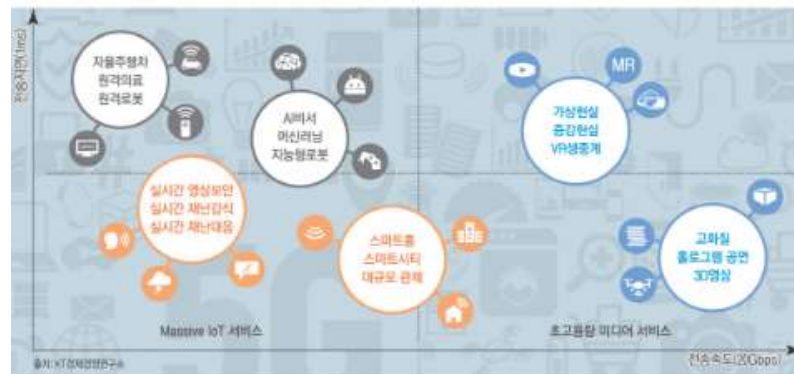 전송지연(1ms)
자율주행차
원격의료
원격로봇
AI비서
머신러닝
지능형로봇
MR
가상현실
증강현실
VR생중계
실시간 영상보안
실시간 재난감식
실시간 재난대응
스마트홈
스마트시티
대규모 관제
고화질
홀로그램 공연
3D영상
Massive IoT 서비스
초고용량 미디어 서비스
출처: KT경제경영연구소
전송속도(20Gbps)